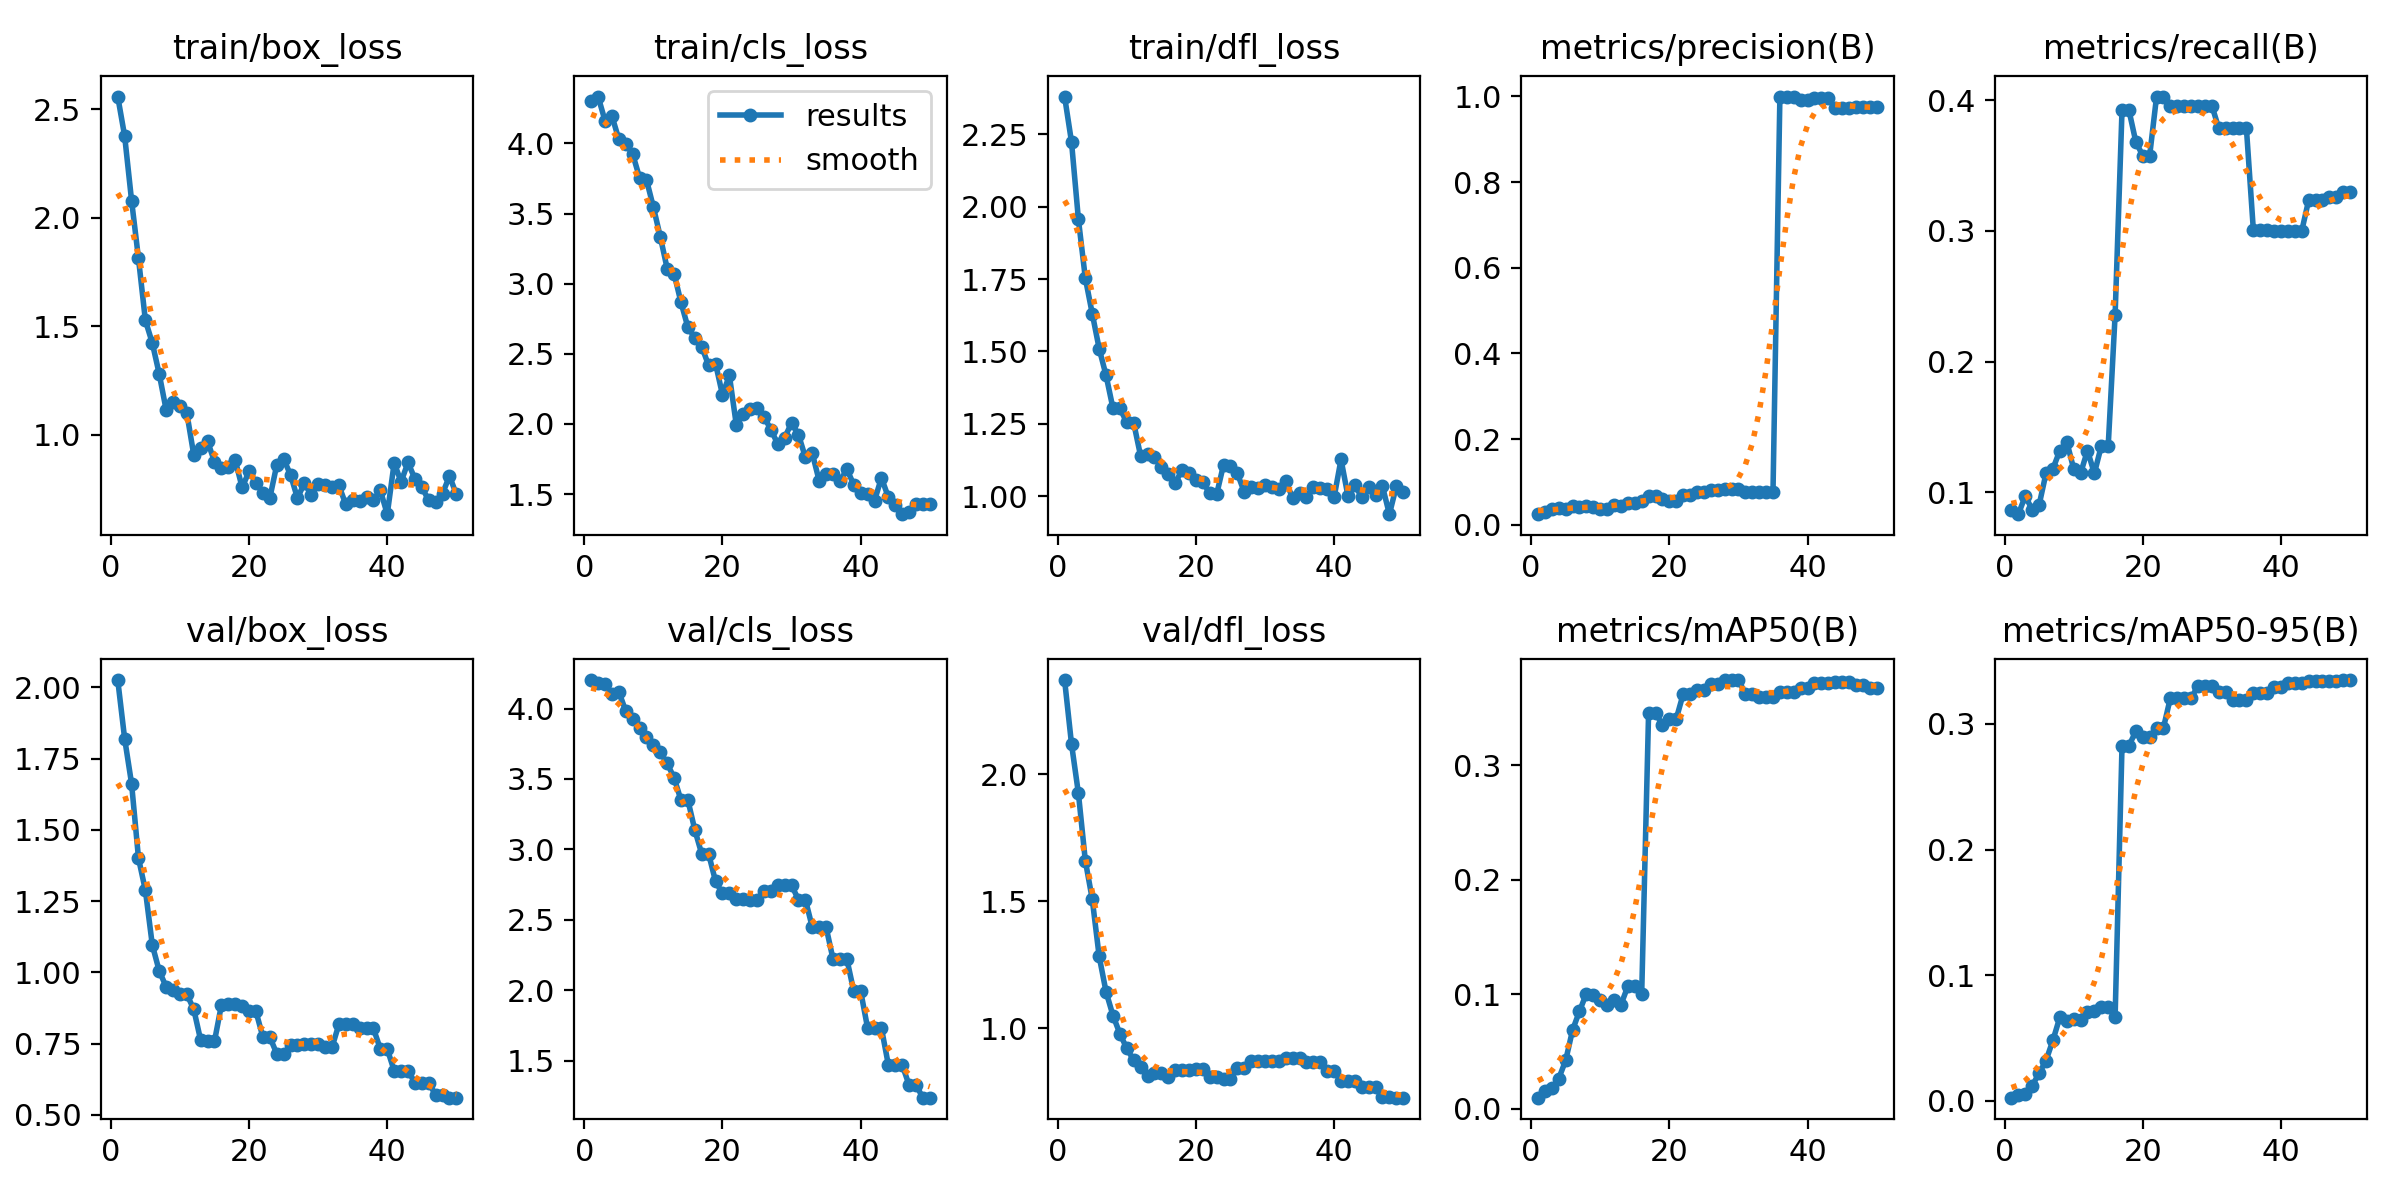 train/box_loss
train/cls_loss
train/dfl_loss
metrics/precision(B)
metrics/recall(B)
2.5
2.0
1.5
1.0
0 20 40
results
smooth
4.0
3.5
3.0
2.5
2.0
1.5
0 20 40
2.25
2.00
1.75
1.50
1.25
1.00
0 20 40
1.0
0.8
0.6
0.4
0.2
0.0
0 20 40
0.4
0.3
0.2
0.1
0 20 40
val/box_loss
val/cls_loss
val/dfl_loss
metrics/mAP50(B)
metrics/mAP50-95(B)
2.00
1.75
1.50
1.25
1.00
0.75
0.50
0 20 40
4.0
3.5
3.0
2.5
2.0
1.5
0 20 40
2.0
1.5
1.0
0 20 40
0.3
0.2
0.1
0.0
0 20 40
0.3
0.2
0.1
0.0
0 20 40